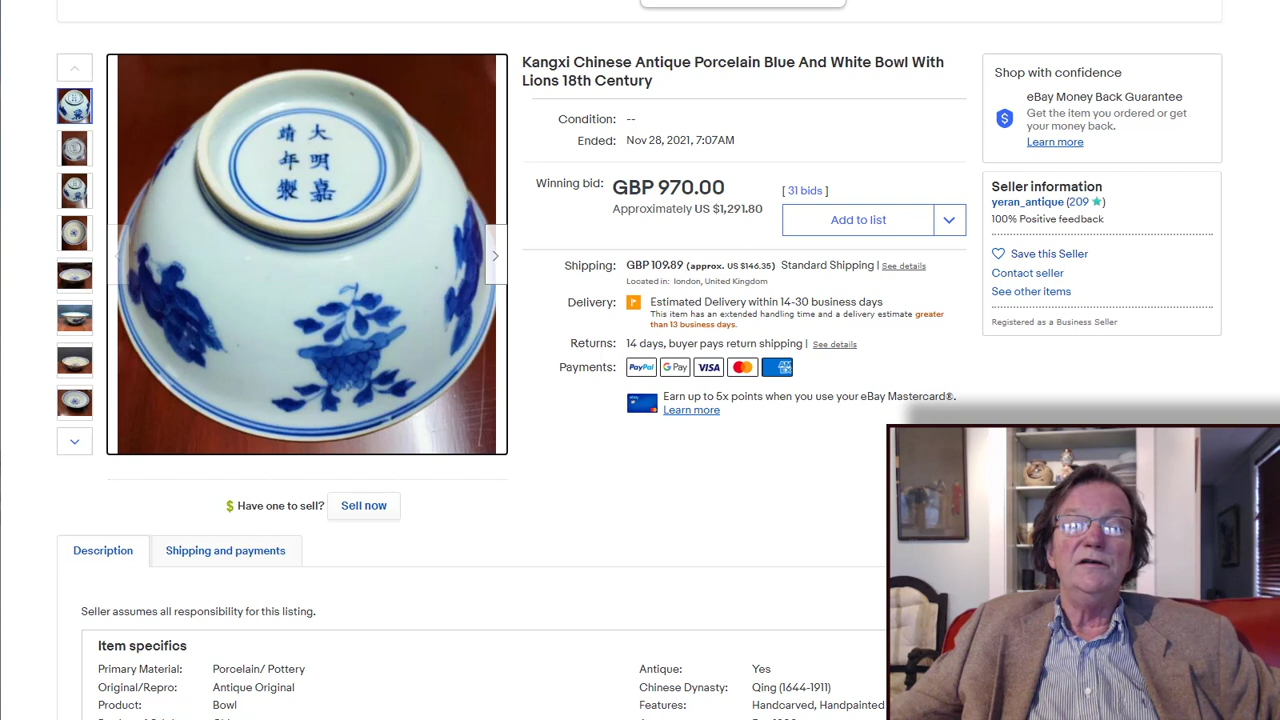 靖 大
年 明
製 嘉
Kangxi Chinese Antique Porcelain Blue And White Bowl With
Lions 18th Century
Condition: --
Ended: Nov 28, 2021, 7:07AM
Winning bid: GBP 970.00 [ 31 bids ]
Approximately US $1,291.80
Add to list
Shipping: GBP 109.89 (approx. US $146.35) Standard Shipping | See details
Located in: london, United Kingdom
Delivery: Estimated Delivery within 14-30 business days
This item has an extended handling time and a delivery estimate greater
than 13 business days.
Returns: 14 days, buyer pays return shipping | See details
Payments: PayPal G Pay VISA
Earn up to 5x points when you use your eBay Mastercard®.
Learn more
Shop with confidence
eBay Money Back Guarantee
Get the item you ordered or get
your money back.
Learn more
Seller information
yeran_antique (209 )
100% Positive feedback
Save this Seller
Contact seller
See other items
Registered as a Business Seller
$ Have one to sell? Sell now
Description
Shipping and payments
Seller assumes all responsibility for this listing.
Item specifics
Primary Material: Porcelain/ Pottery
Antique: Yes
Original/Repro: Antique Original
Chinese Dynasty: Qing (1644-1911)
Product: Bowl
Features: Handoarved, Handpainted